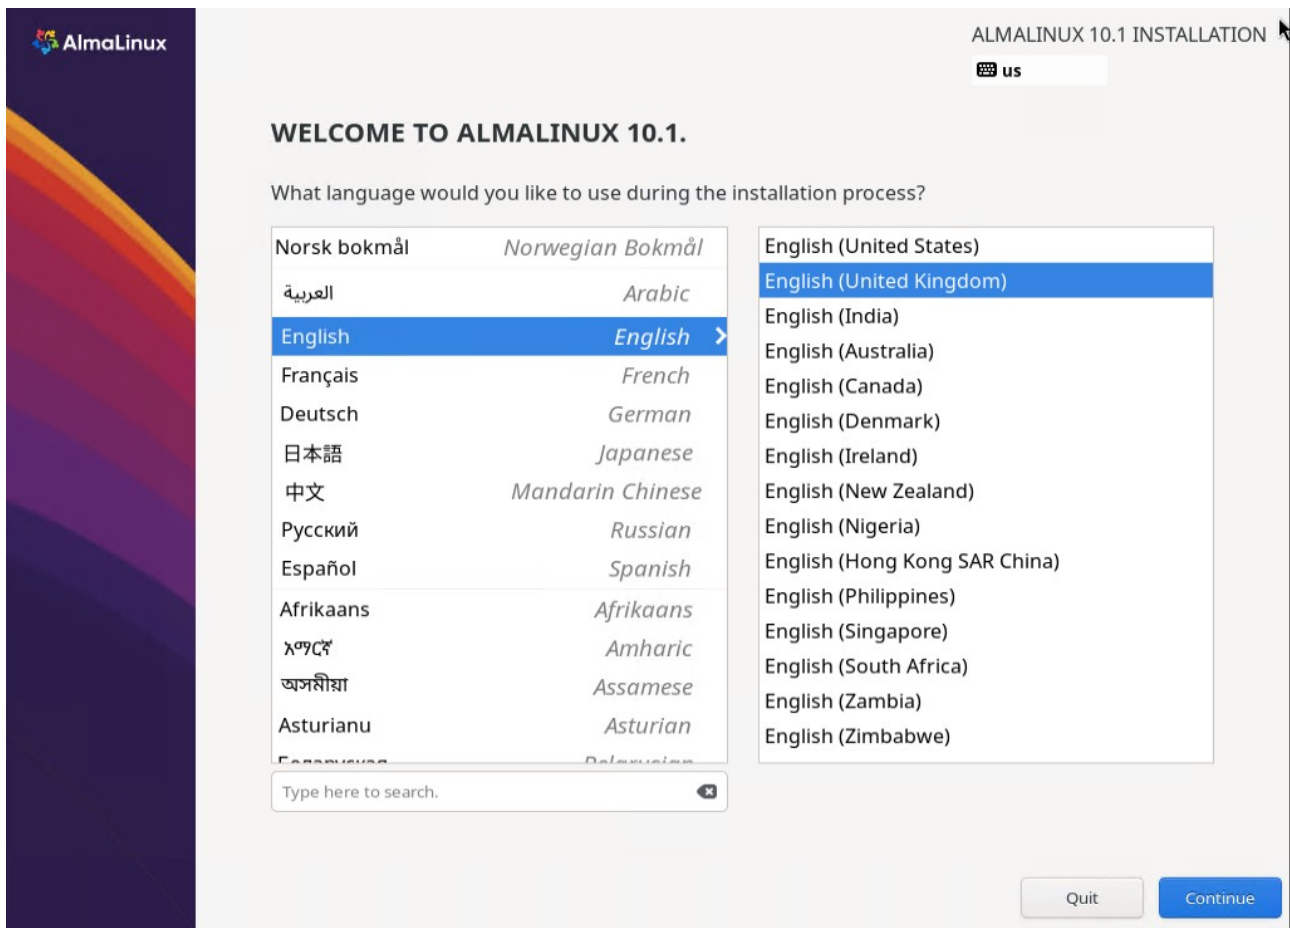 AlmaLinux
ALMALINUX 10.1 INSTALLATION
us
WELCOME TO ALMALINUX 10.1.
What language would you like to use during the installation process?
Norsk bokmål Norwegian Bokmål
العربية Arabic
English English
Français French
Deutsch German
日本語 Japanese
中文 Mandarin Chinese
Русский Russian
Español Spanish
Afrikaans Afrikaans
አማርኛ Amharic
অসমীয়া Assamese
Asturianu Asturian
Беларуская Belarusian
Type here to search.
English (United States)
English (United Kingdom)
English (India)
English (Australia)
English (Canada)
English (Denmark)
English (Ireland)
English (New Zealand)
English (Nigeria)
English (Hong Kong SAR China)
English (Philippines)
English (Singapore)
English (South Africa)
English (Zambia)
English (Zimbabwe)
Quit
Continue